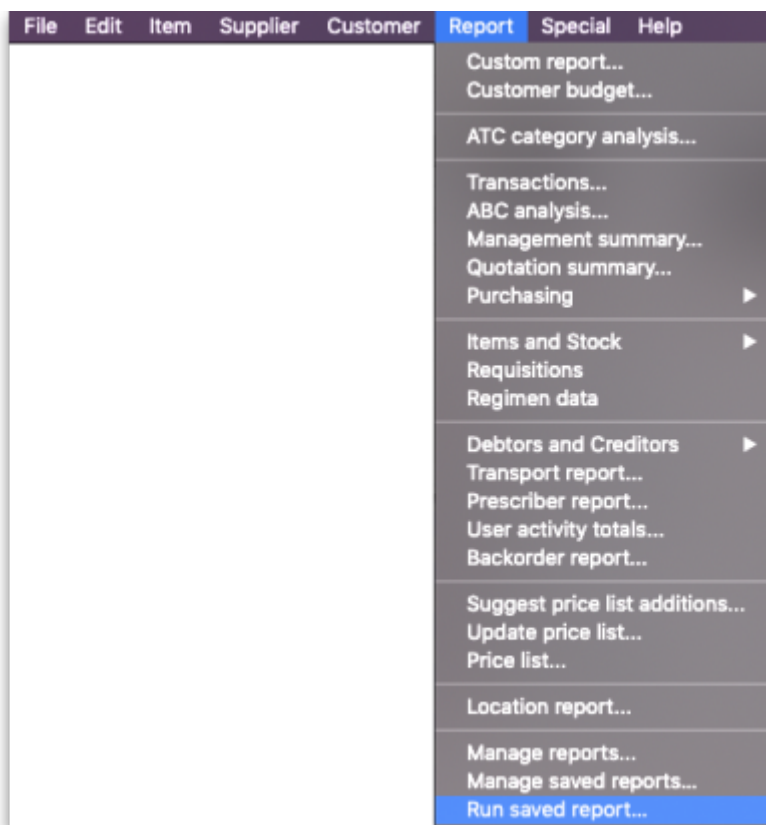 File Edit Item Supplier Customer Report Special Help
Custom report...
Customer budget...
ATC category analysis...
Transactions...
ABC analysis...
Management summary...
Quotation summary...
Purchasing
Items and Stock
Requisitions
Regimen data
Debtors and Creditors
Transport report...
Prescriber report...
User activity totals...
Backorder report...
Suggest price list additions...
Update price list...
Price list...
Location report...
Manage reports...
Manage saved reports...
Run saved report...